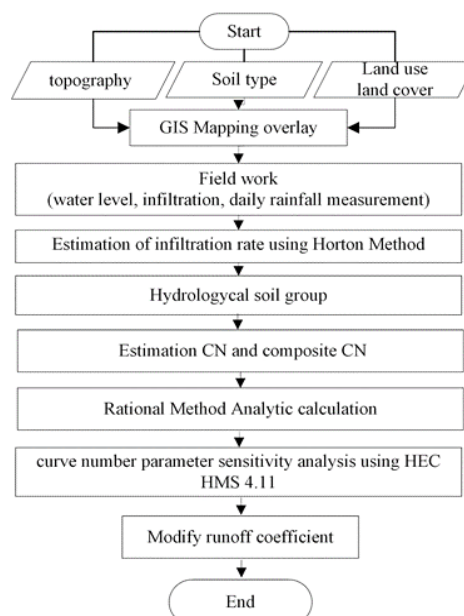 Start
topography
Soil type
Land use
land cover
GIS Mapping overlay
Field work
(water level, infiltration, daily rainfall measurement)
Estimation of infiltration rate using Horton Method
Hydrologycal soil group
Estimation CN and composite CN
Rational Method Analytic calculation
curve number parameter sensitivity analysis using HEC
HMS 4.11
Modify runoff coefficient
End